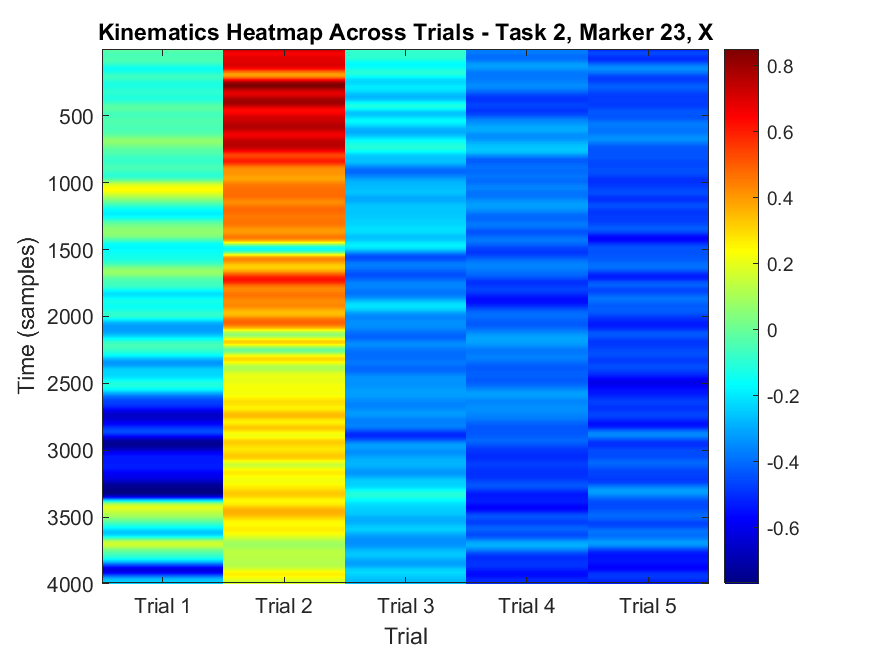 Kinematics Heatmap Across Trials - Task 2, Marker 23, X
Time (samples)
500
1000
1500
2000
2500
3000
3500
4000
Trial 1
Trial 2
Trial 3
Trial 4
Trial 5
Trial
0.8
0.6
0.4
0.2
0
-0.2
-0.4
-0.6